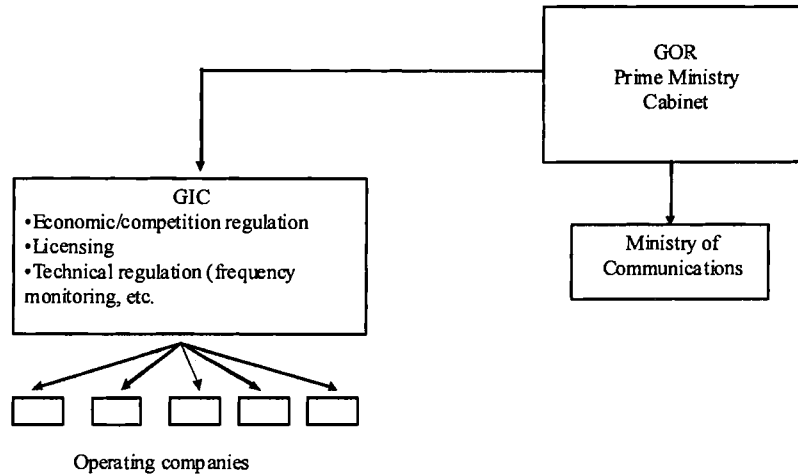 GOR
Prime Ministry
Cabinet
GIC
•Economic/competition regulation
•Licensing
•Technical regulation (frequency
monitoring, etc.
Ministry of
Communications
Operating companies